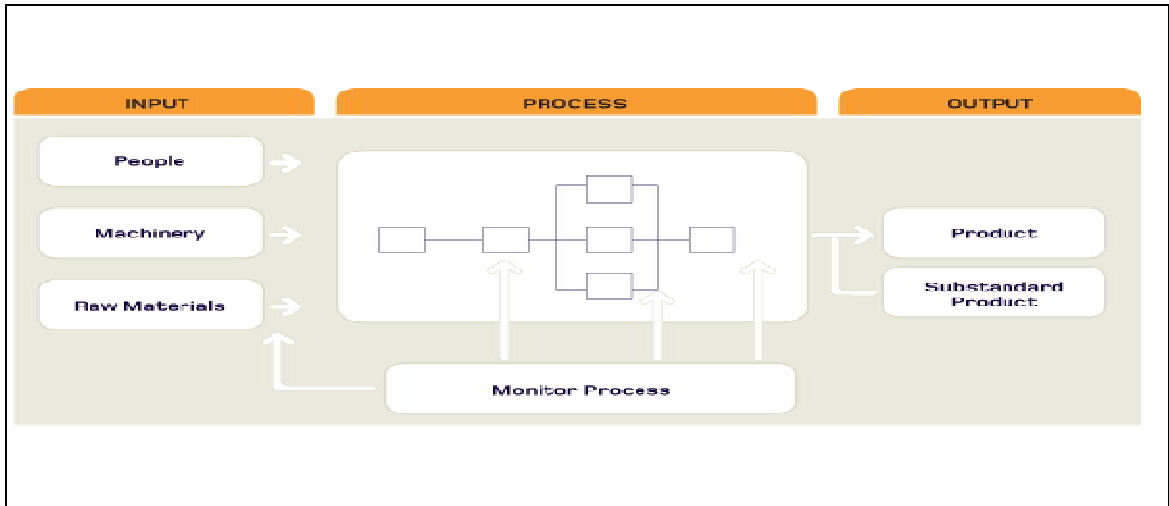 INPUT
PROCESS
OUTPUT
People
Machinery
Raw Materials
Product
Substandard
Product
Monitor Process